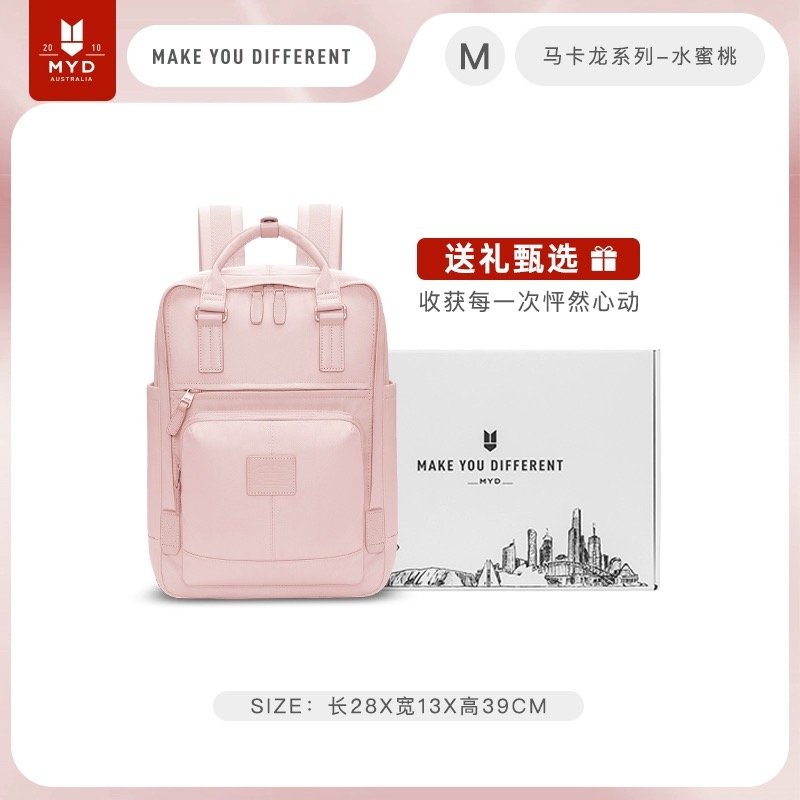 20 10
MYD
AUSTRALIA
MAKE YOU DIFFERENT
M
马卡龙系列-水蜜桃
送礼甄选
收获每一次怦然心动
MAKE YOU DIFFERENT
MYD
SIZE：长28X宽13X高39CM